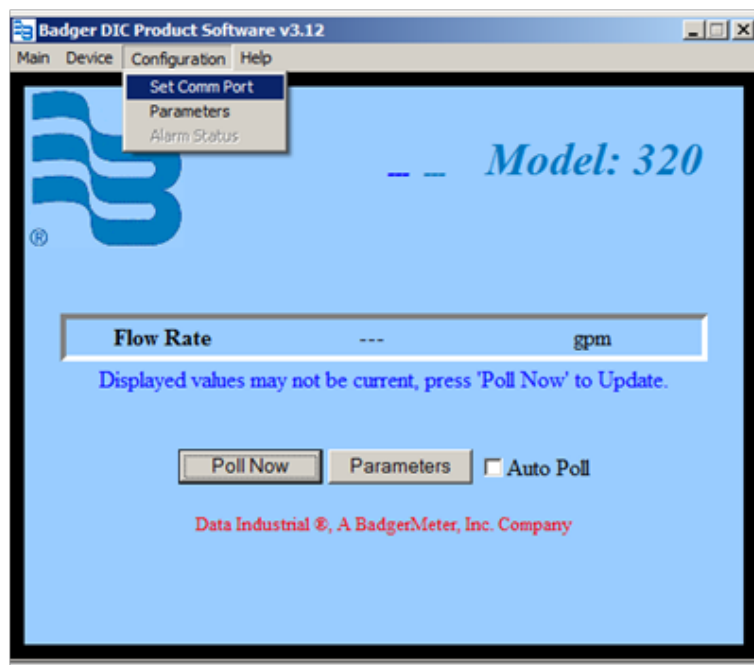 Badger DIC Product Software v3.12
Main Device Configuration Help
Set Comm Port
Parameters
Alarm Status
--- --- Model: 320
®
Flow Rate --- gpm
Displayed values may not be current, press 'Poll Now' to Update.
Poll Now Parameters Auto Poll
Data Industrial ®, A BadgerMeter, Inc. Company